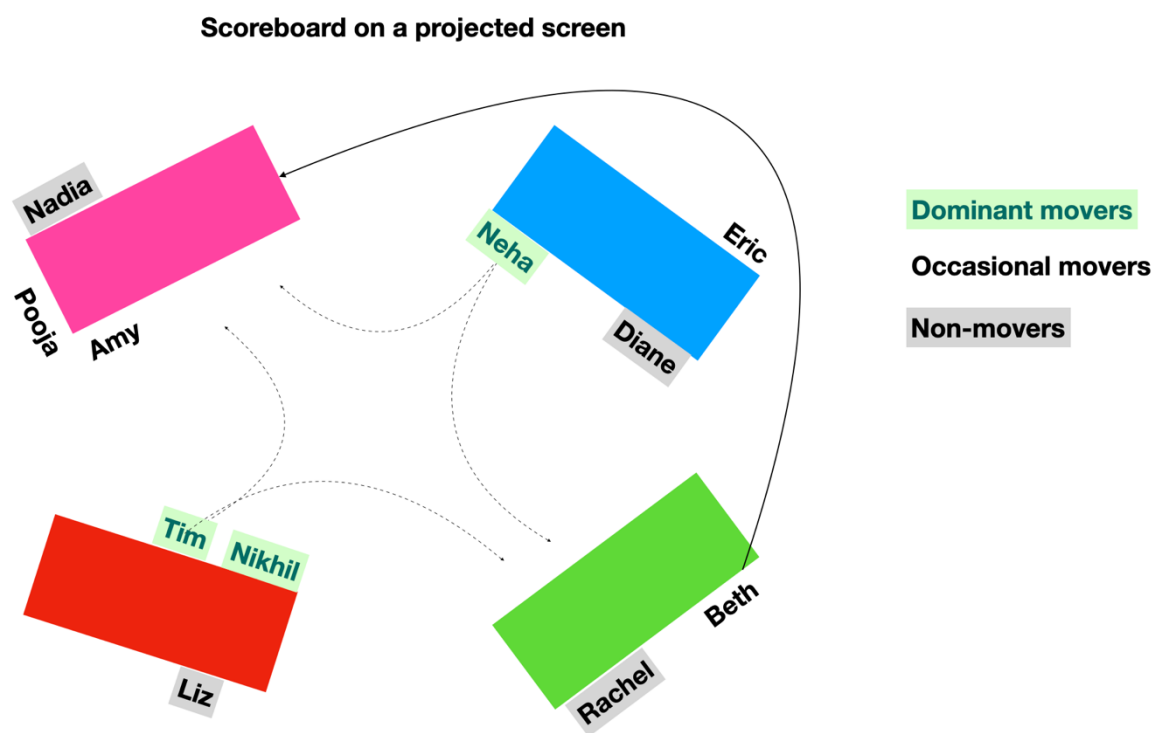 Scoreboard on a projected screen
Nadia
Pooja
Amy
Neha
Eric
Diane
Dominant movers
Occasional movers
Non-movers
Tim
Nikhil
Liz
Beth
Rachel